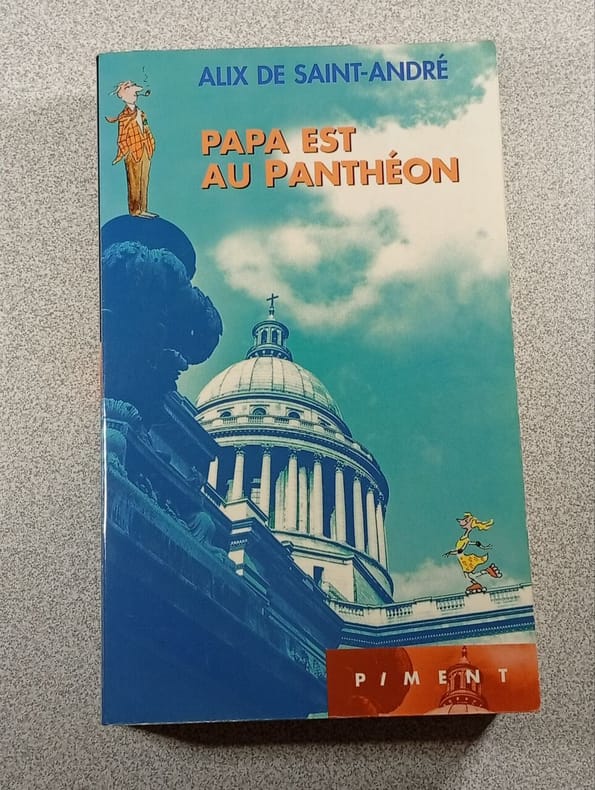 ALIX DE SAINT-ANDRÉ
PAPA EST
AU PANTHÉON
PIMENT